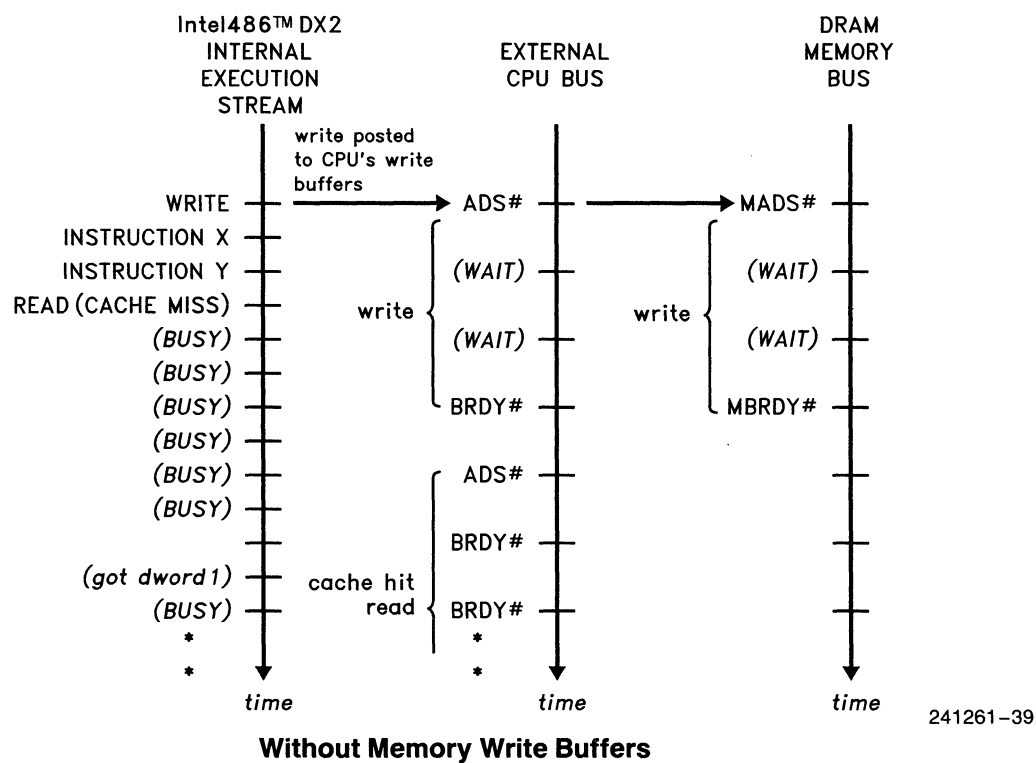 Intel486™ DX2
INTERNAL
EXECUTION
STREAM
EXTERNAL
CPU BUS
DRAM
MEMORY
BUS
write posted
to CPU's write
buffers
WRITE
ADS#
MADS#
INSTRUCTION X
INSTRUCTION Y
(WAIT)
(WAIT)
READ (CACHE MISS)
write
write
(BUSY)
(WAIT)
(WAIT)
(BUSY)
(BUSY)
BRDY#
MBRDY#
(BUSY)
(BUSY)
ADS#
(BUSY)
BRDY#
(got dword1)
cache hit
read
(BUSY)
BRDY#
*
*
*
*
time
time
time
241261–39
Without Memory Write Buffers